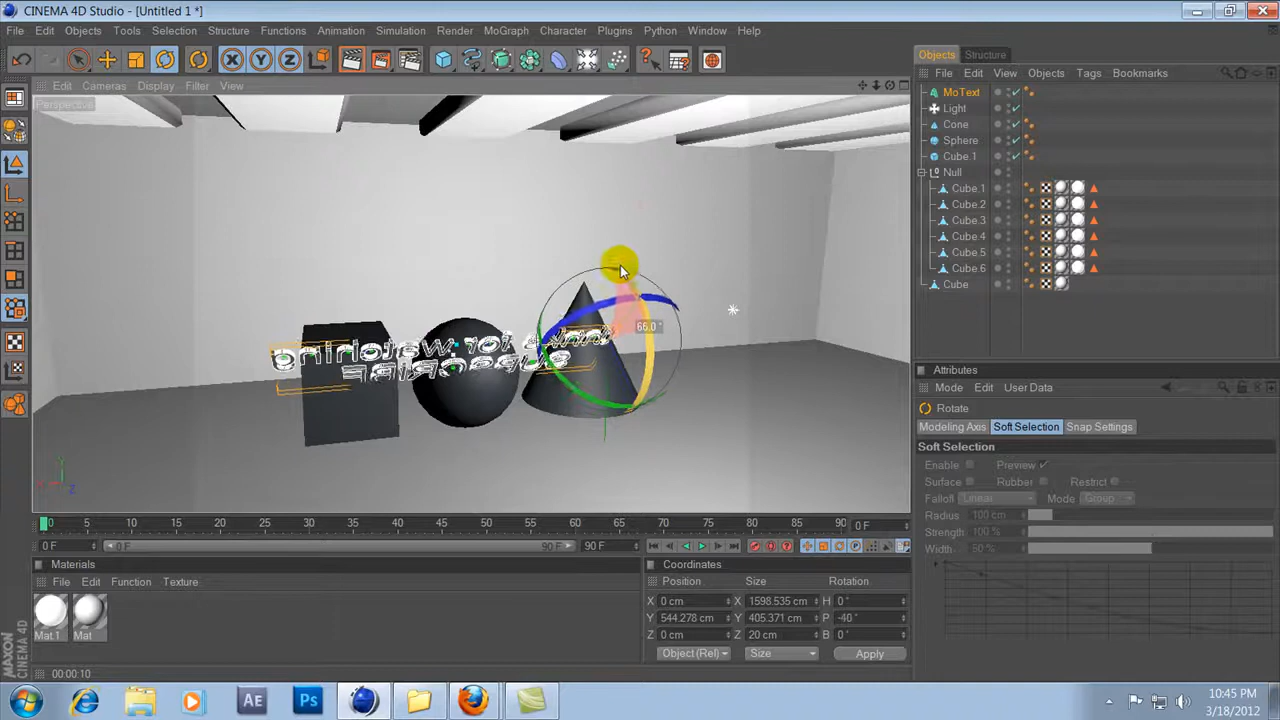 CINEMA 4D Studio - [Untitled 1 *]
File Edit Objects Tools Selection Structure Functions Animation Simulation Render MoGraph Character Plugins Python Window Help
Edit Cameras Display Filter View
Perspective
66.0 °
0 5 10 15 20 25 30 35 40 45 50 55 60 65 70 75 80 85 90 0 F
0 F 0 F 90 F 90 F
Materials
File Edit Function Texture
Mat.1 Mat
00:00:10
MAXON CINEMA 4D
Coordinates
Position Size Rotation
X 0 cm X 1598.535 cm H 0 °
Y 544.278 cm Y 405.371 cm P -40 °
Z 0 cm Z 20 cm B 0 °
Object (Rel) Size Apply
Objects Structure
File Edit View Objects Tags Bookmarks
MoText
Light
Cone
Sphere
Cube.1
Null
Cube.1
Cube.2
Cube.3
Cube.4
Cube.5
Cube.6
Cube
Attributes
Mode Edit User Data
Rotate
Modeling Axis Soft Selection Snap Settings
Soft Selection
Enable Preview
Surface Rubber Restrict
Falloff Linear Mode Group
Radius 100 cm
Strength 100 %
Width 50 %
Ae Ps
10:45 PM
3/18/2012